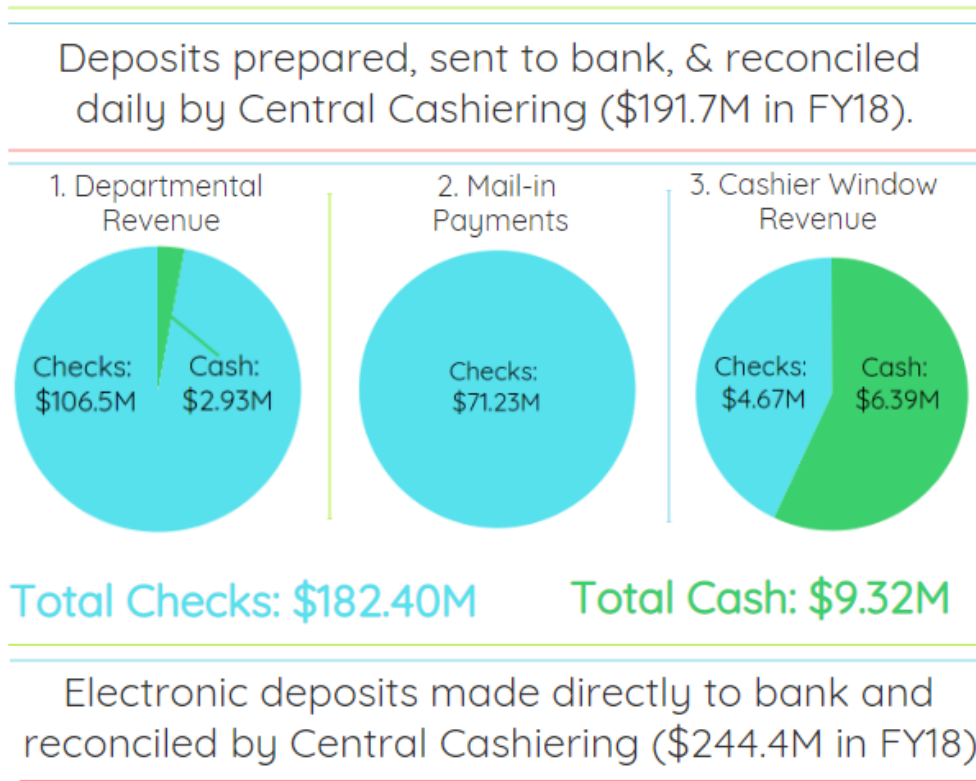 Deposits prepared, sent to bank, & reconciled
daily by Central Cashiering ($191.7M in FY18).
1. Departmental
Revenue
Checks:
$106.5M
Cash:
$2.93M
2. Mail-in
Payments
Checks:
$71.23M
3. Cashier Window
Revenue
Checks:
$4.67M
Cash:
$6.39M
Total Checks: $182.40M
Total Cash: $9.32M
Electronic deposits made directly to bank and
reconciled by Central Cashiering ($244.4M in FY18)